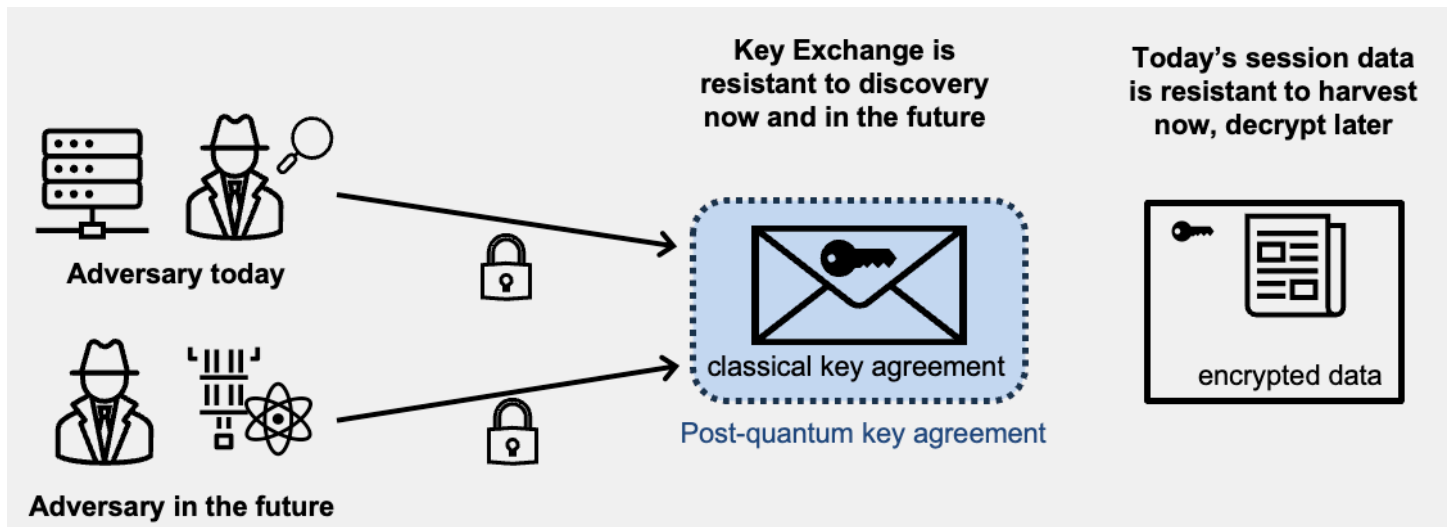 Key Exchange is
resistant to discovery
now and in the future
Today's session data
is resistant to harvest
now, decrypt later
Adversary today
classical key agreement
encrypted data
Post-quantum key agreement
Adversary in the future